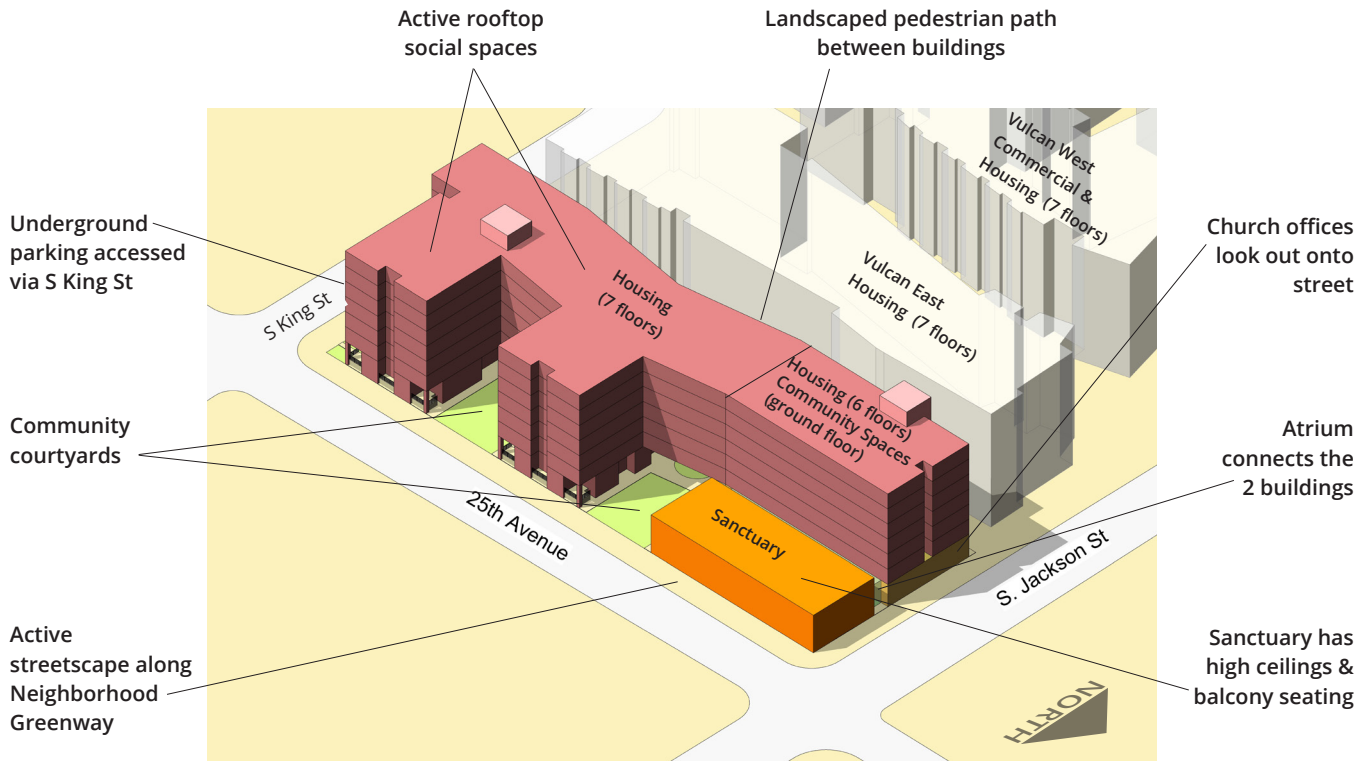 Active rooftop
social spaces
Landscaped pedestrian path
between buildings
Underground
parking accessed
via S King St
Community
courtyards
Active
streetscape along
Neighborhood
Greenway
Church offices
look out onto
street
Atrium
connects the
2 buildings
Sanctuary has
high ceilings &
balcony seating
S King St
Housing
(7 floors)
Vulcan West
Commercial &
Housing (7 floors)
Vulcan East
Housing (7 floors)
Housing (6 floors)
Community Spaces
(ground floor)
Sanctuary
25th Avenue
S. Jackson St
NORTH